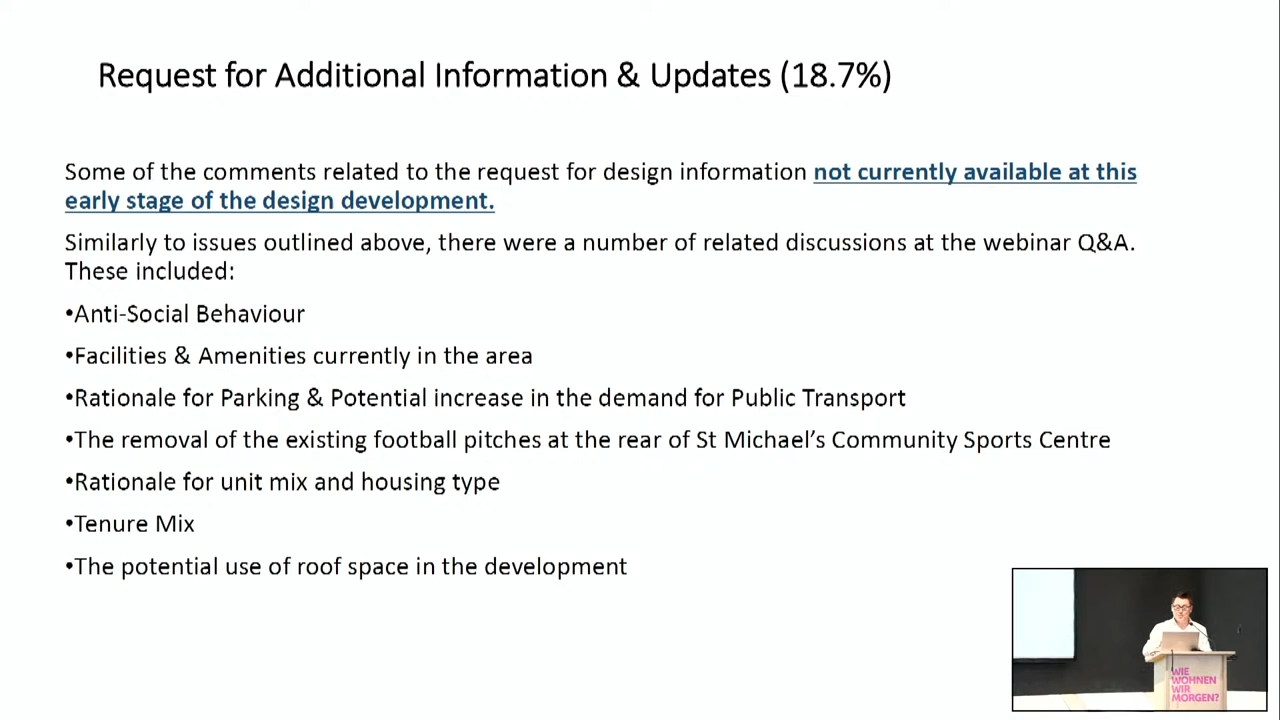 Request for Additional Information & Updates (18.7%)
Some of the comments related to the request for design information not currently available at this
early stage of the design development.
Similarly to issues outlined above, there were a number of related discussions at the webinar Q&A.
These included:
•Anti-Social Behaviour
•Facilities & Amenities currently in the area
•Rationale for Parking & Potential increase in the demand for Public Transport
•The removal of the existing football pitches at the rear of St Michael’s Community Sports Centre
•Rationale for unit mix and housing type
•Tenure Mix
•The potential use of roof space in the development
WIE
WOHNEN
WIR
MORGEN?